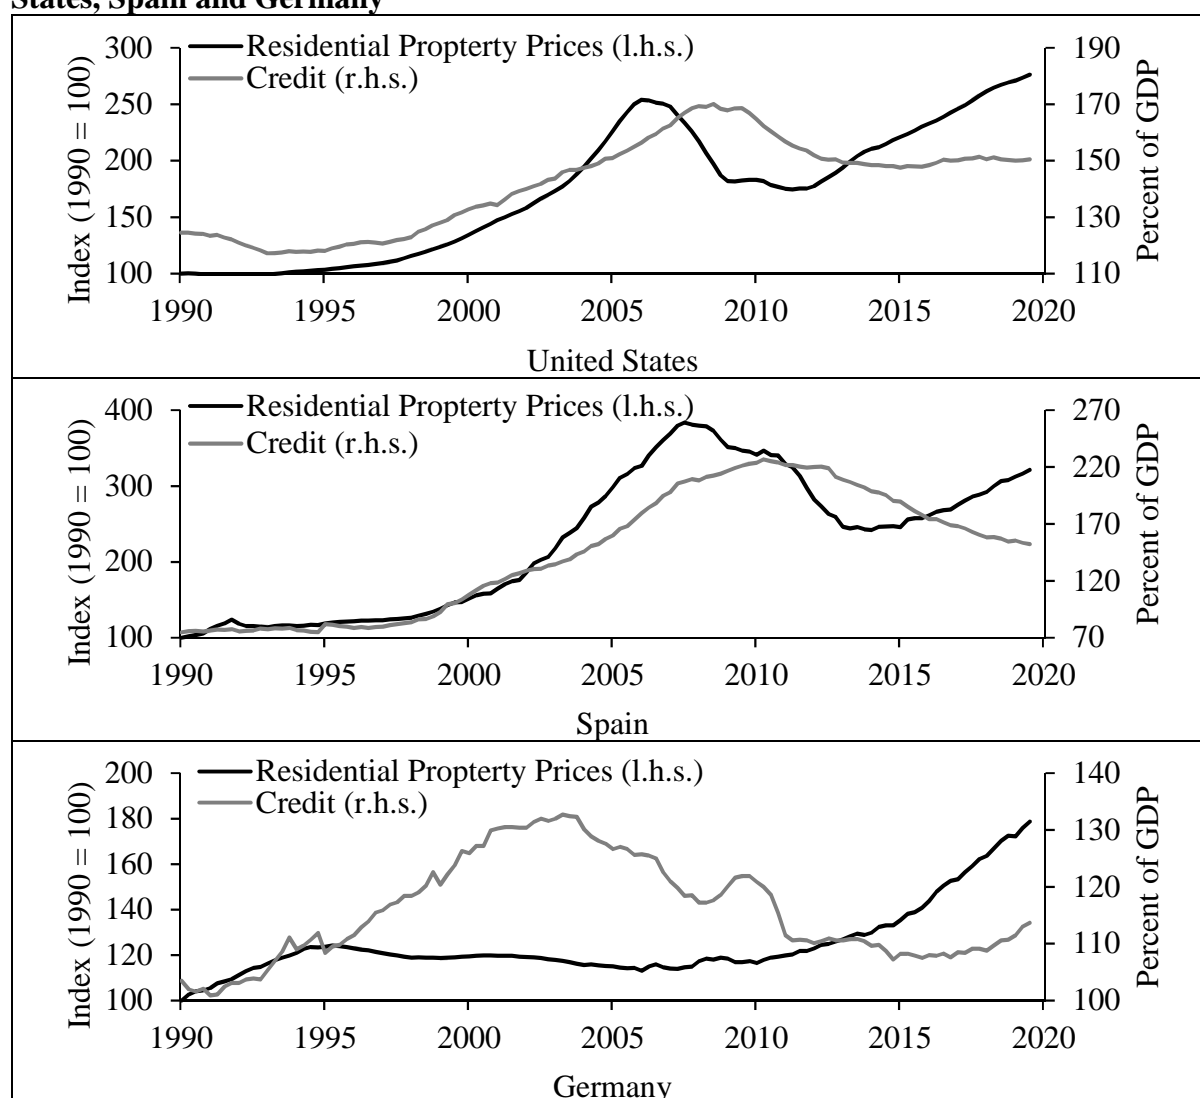 States, Spain and Germany
300
250
200
150
100
Index (1990 = 100)
Residential Propterty Prices (l.h.s.)
Credit (r.h.s.)
190
170
150
130
110
Percent of GDP
1990 1995 2000 2005 2010 2015 2020
United States
400
300
200
100
Index (1990 = 100)
Residential Propterty Prices (l.h.s.)
Credit (r.h.s.)
270
220
170
120
70
Percent of GDP
1990 1995 2000 2005 2010 2015 2020
Spain
200
180
160
140
120
100
Index (1990 = 100)
Residential Propterty Prices (l.h.s.)
Credit (r.h.s.)
140
130
120
110
100
Percent of GDP
1990 1995 2000 2005 2010 2015 2020
Germany